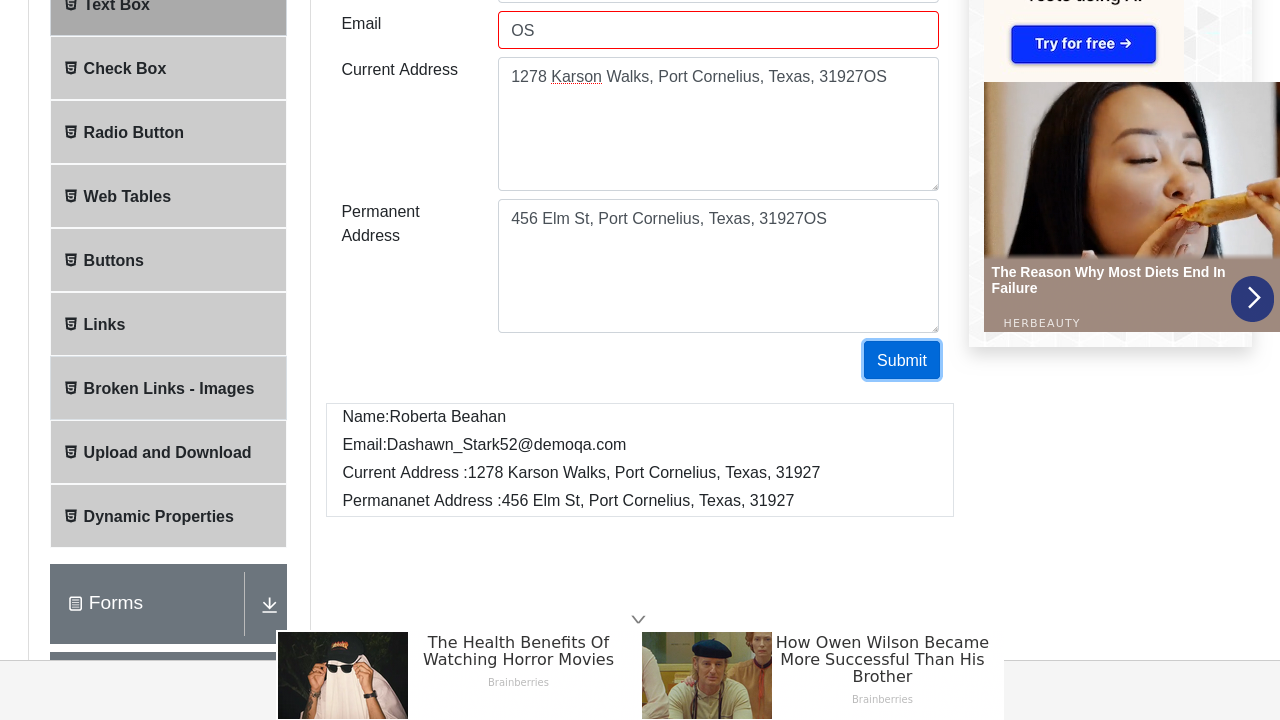 Text Box
Check Box
Radio Button
Web Tables
Buttons
Links
Broken Links - Images
Upload and Download
Dynamic Properties
Forms
Email
OS
Current Address
1278 Karson Walks, Port Cornelius, Texas, 31927OS
Permanent
Address
456 Elm St, Port Cornelius, Texas, 31927OS
Submit
Name:Roberta Beahan
Email:Dashawn_Stark52@demoqa.com
Current Address :1278 Karson Walks, Port Cornelius, Texas, 31927
Permananet Address :456 Elm St, Port Cornelius, Texas, 31927
Try for free →
The Reason Why Most Diets End In
Failure
HERBEAUTY
The Health Benefits Of
Watching Horror Movies
Brainberries
How Owen Wilson Became
More Successful Than His
Brother
Brainberries